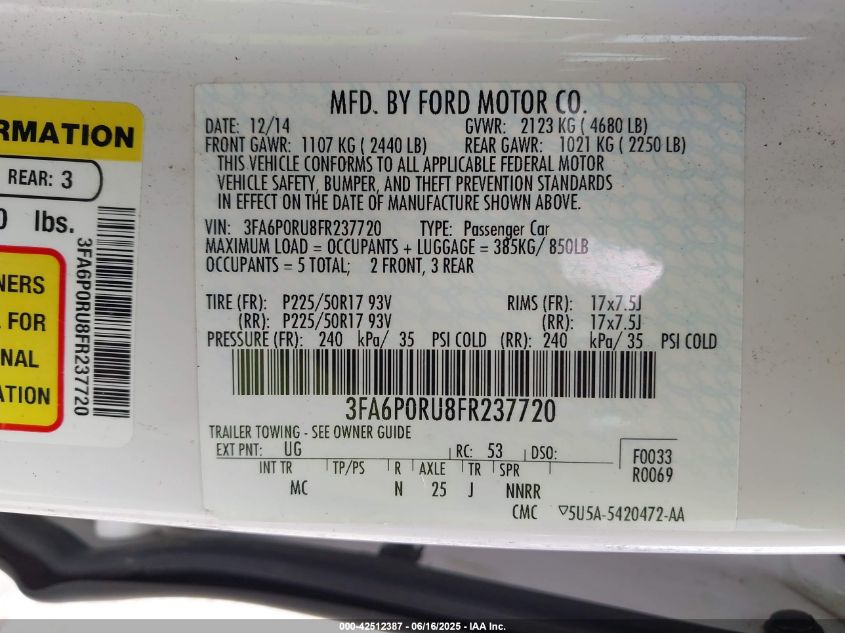 RMATION
REAR: 3
0 lbs.
NERS
FOR
NAL
ATION
3FA6P0RU8FR237720
MFD. BY FORD MOTOR CO.
DATE: 12/14 GVWR: 2123 KG ( 4680 LB)
FRONT GAWR: 1107 KG ( 2440 LB) REAR GAWR: 1021 KG ( 2250 LB)
THIS VEHICLE CONFORMS TO ALL APPLICABLE FEDERAL MOTOR
VEHICLE SAFETY, BUMPER, AND THEFT PREVENTION STANDARDS
IN EFFECT ON THE DATE OF MANUFACTURE SHOWN ABOVE.
VIN: 3FA6P0RU8FR237720 TYPE: Passenger Car
MAXIMUM LOAD = OCCUPANTS + LUGGAGE = 385KG/ 850LB
OCCUPANTS = 5 TOTAL; 2 FRONT, 3 REAR
TIRE (FR): P225/50R17 93V RIMS (FR): 17x7.5J
(RR): P225/50R17 93V (RR): 17x7.5J
PRESSURE (FR): 240 kPa/ 35 PSI COLD (RR): 240 kPa/ 35 PSI COLD
3FA6P0RU8FR237720
TRAILER TOWING - SEE OWNER GUIDE
EXT PNT: UG RC: 53 DSO:
INT TR TP/PS R AXLE TR SPR
MC N 25 J NNRR
F0033
R0069
CMC ▽5U5A-5420472-AA
000-42512387 - 06/16/2025 - IAA Inc.